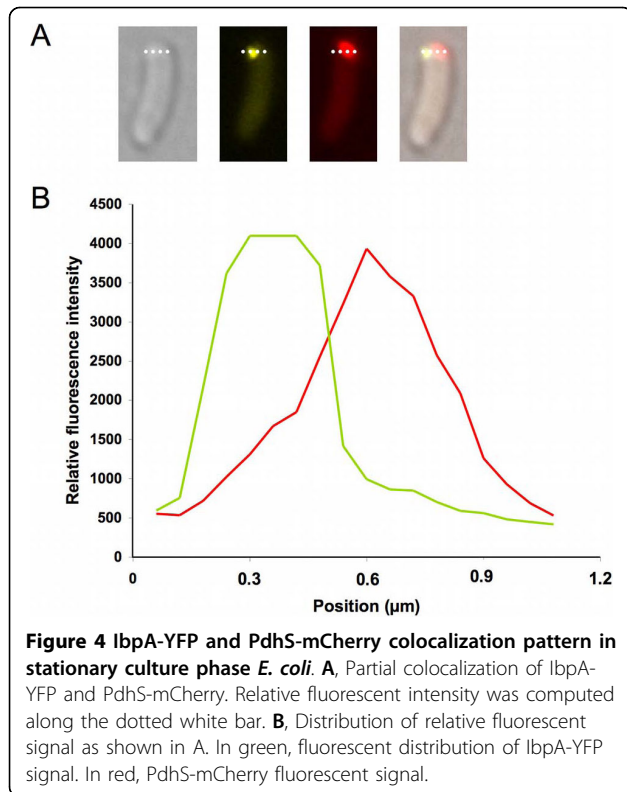 A
B
4500
4000
3500
3000
2500
2000
1500
1000
500
0
Relative fluorescence intensity
0
0.3
0.6
0.9
1.2
Position (µm)
Figure 4 IbpA-YFP and PdhS-mCherry colocalization pattern in
stationary culture phase E. coli. A, Partial colocalization of IbpA-
YFP and PdhS-mCherry. Relative fluorescent intensity was computed
along the dotted white bar. B, Distribution of relative fluorescent
signal as shown in A. In green, fluorescent distribution of IbpA-YFP
signal. In red, PdhS-mCherry fluorescent signal.